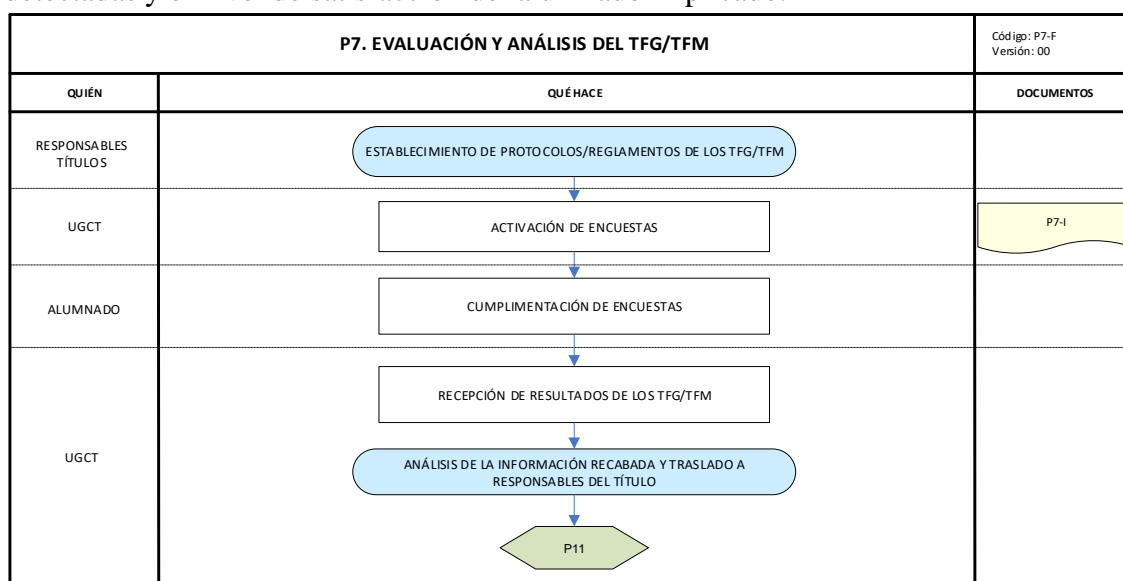 P7. EVALUACIÓN Y ANÁLISIS DEL TFG/TFM
Código: P7-F
Versión: 00
QUIÉN
QUÉ HACE
DOCUMENTOS
RESPONSABLES
TÍTULOS
ESTABLECIMIENTO DE PROTOCOLOS/REGLAMENTOS DE LOS TFG/TFM
UGCT
ACTIVACIÓN DE ENCUESTAS
P7-I
ALUMNADO
CUMPLIMENTACIÓN DE ENCUESTAS
RECEPCIÓN DE RESULTADOS DE LOS TFG/TFM
UGCT
ANÁLISIS DE LA INFORMACIÓN RECABADA Y TRASLADO A
RESPONSABLES DEL TÍTULO
P11